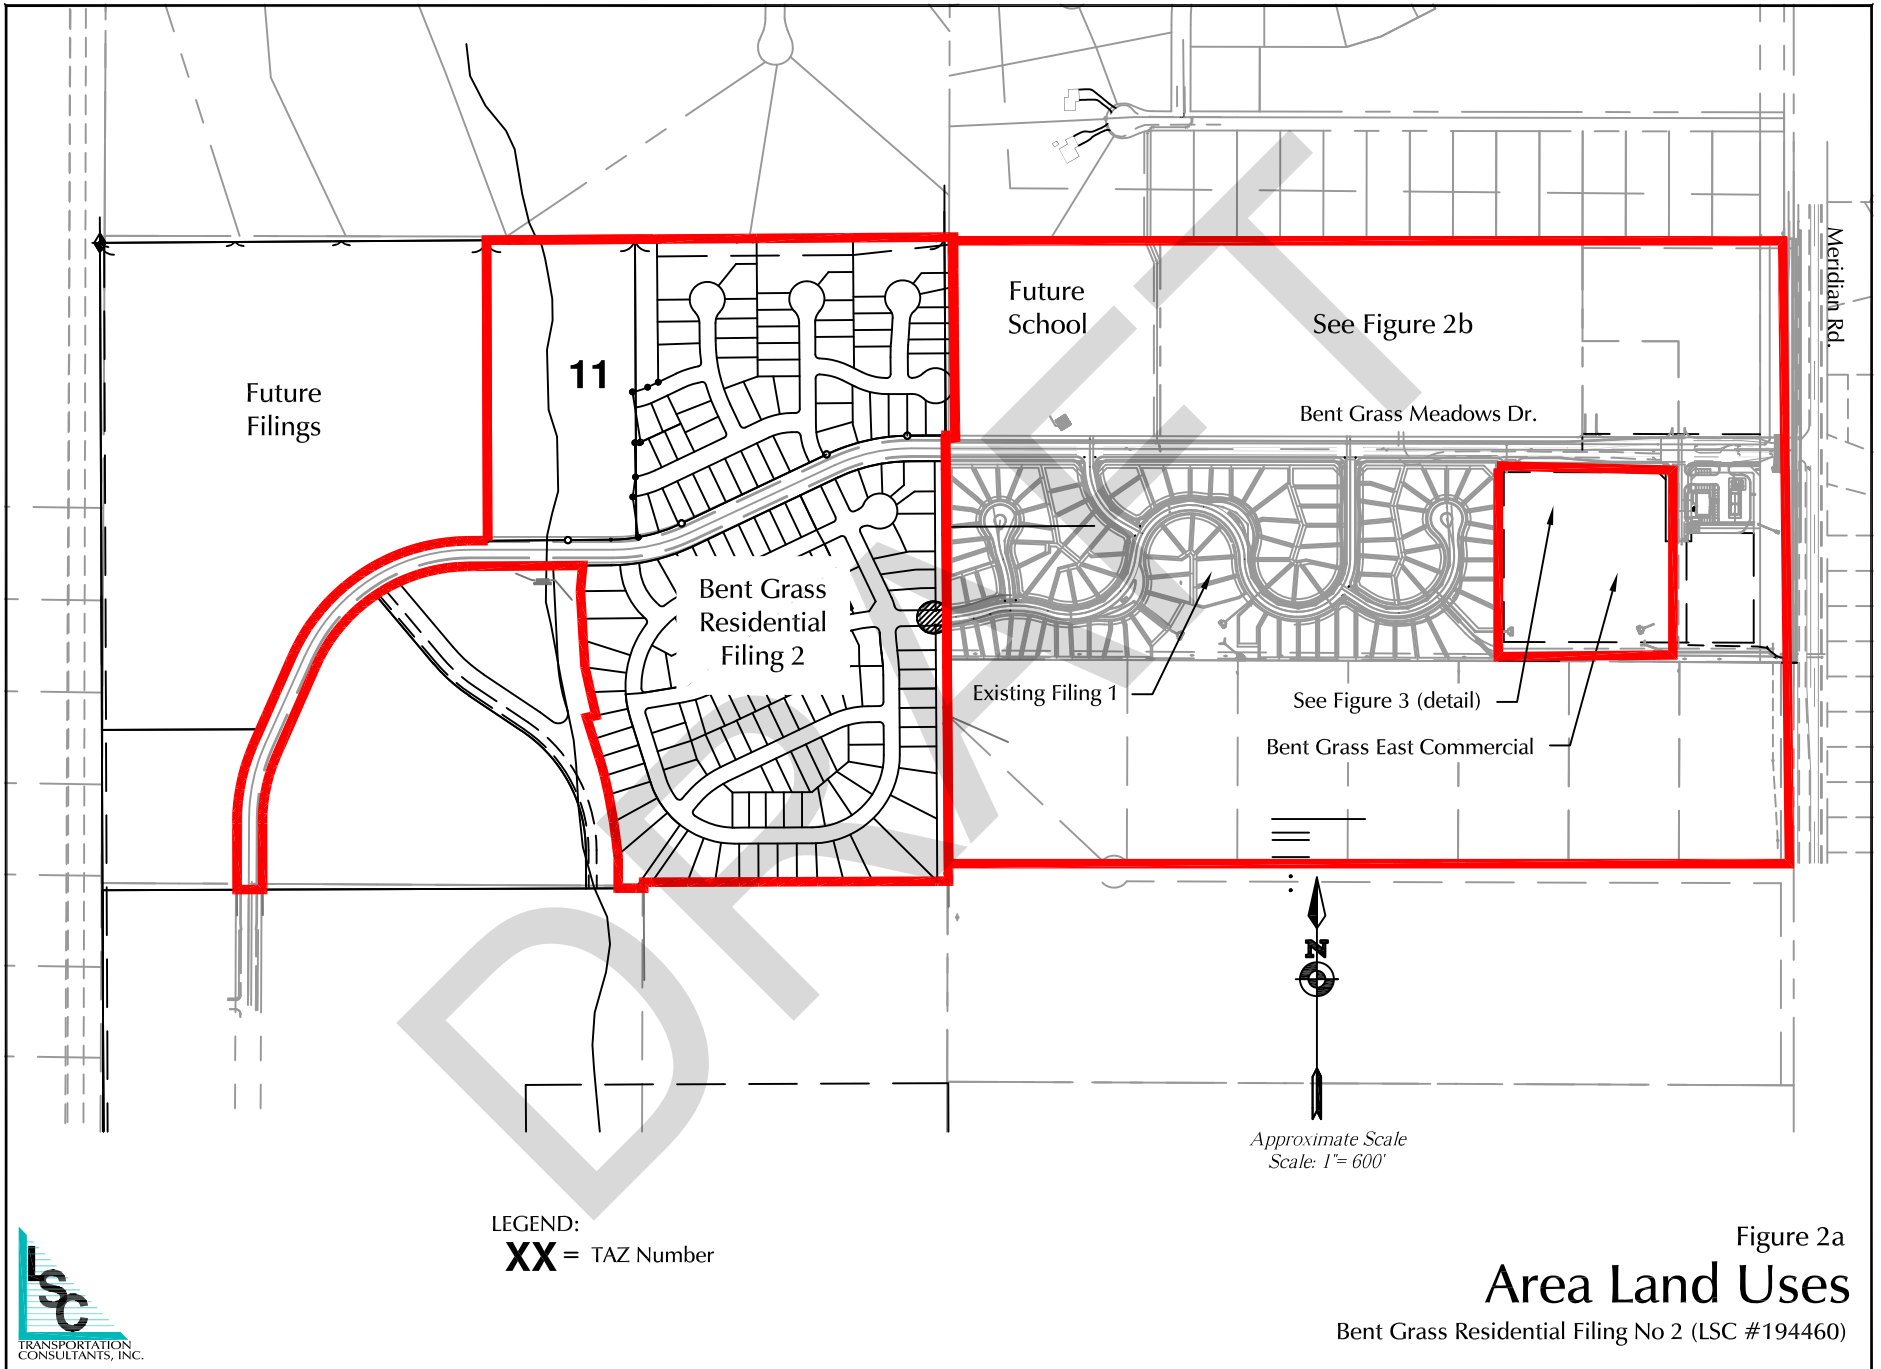 Meridian Rd.
Future
School
See Figure 2b
11
Future
Filings
Bent Grass Meadows Dr.
Bent Grass
Residential
Filing 2
Existing Filing 1
See Figure 3 (detail)
Bent Grass East Commercial
DRAFT
N
Approximate Scale
Scale: 1"= 600'
LEGEND:
XX = TAZ Number
Figure 2a
Area Land Uses
Bent Grass Residential Filing No 2 (LSC #194460)
LSC
TRANSPORTATION
CONSULTANTS, INC.